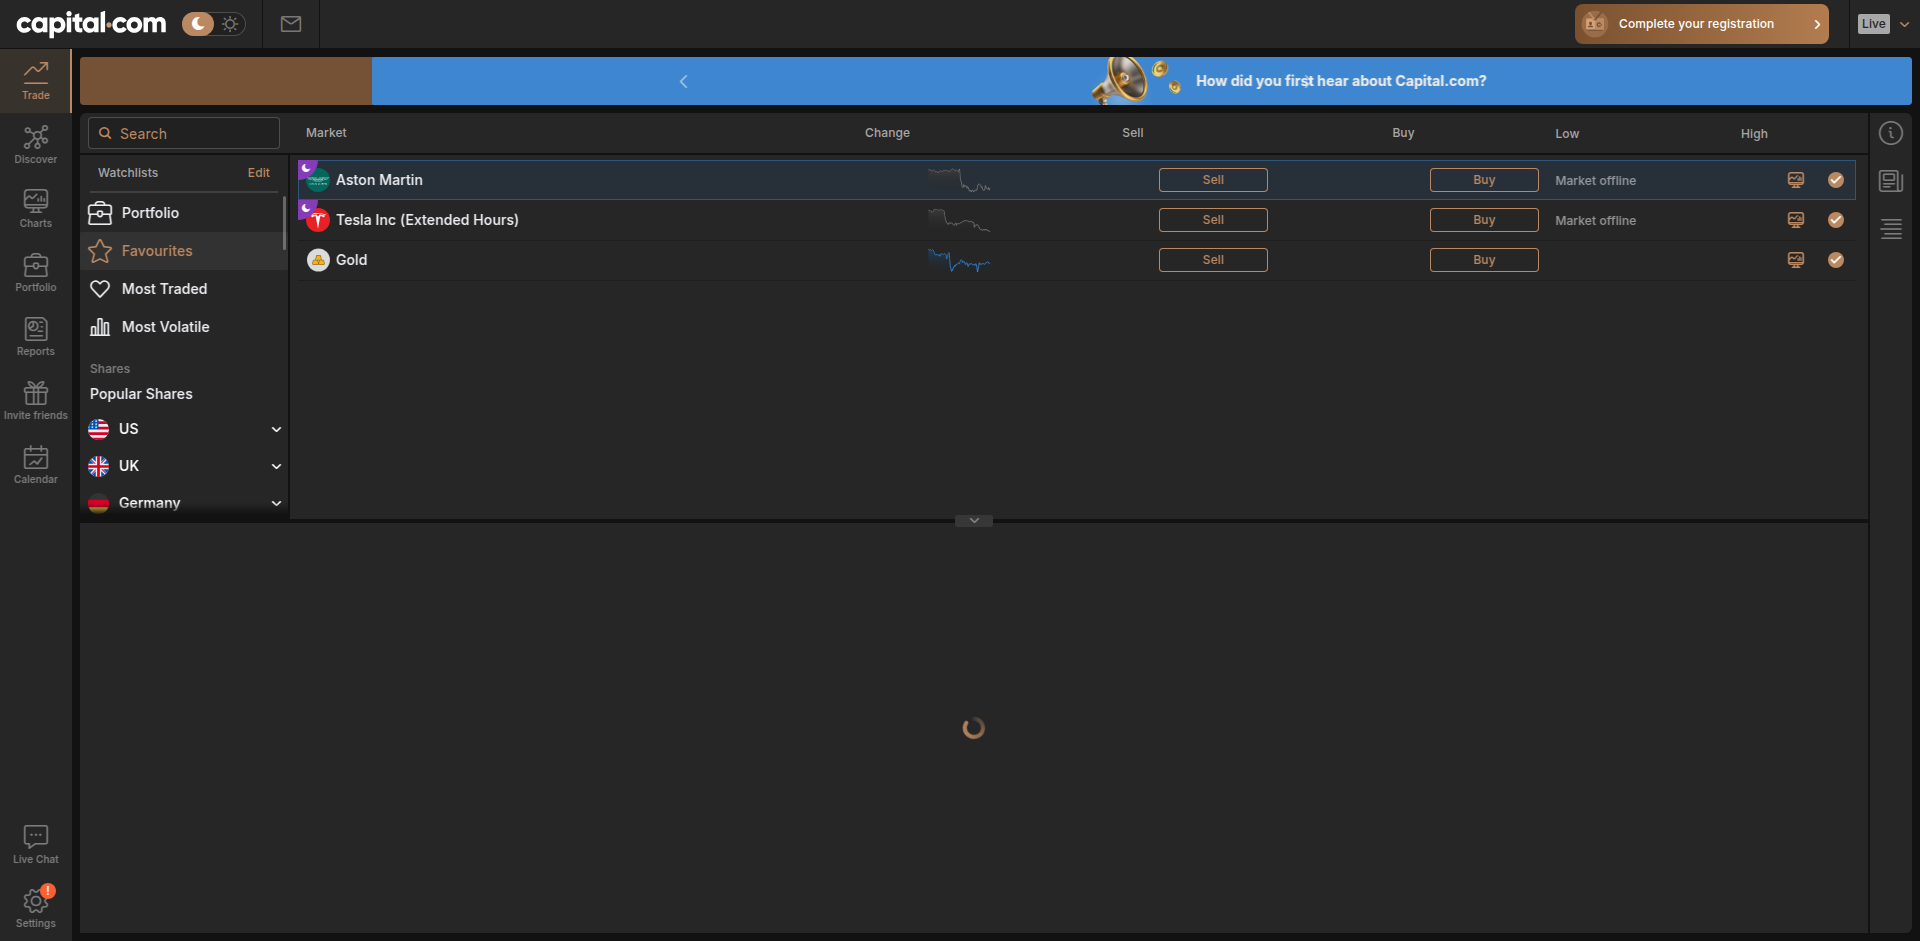 capital.com
Complete your registration
Live
Trade
How did you first hear about Capital.com?
Search
Market
Change
Sell
Buy
Low
High
Discover
Watchlists
Edit
Aston Martin
Sell
Buy
Market offline
Portfolio
Tesla Inc (Extended Hours)
Sell
Buy
Market offline
Charts
Favourites
Gold
Sell
Buy
Portfolio
Most Traded
Most Volatile
Reports
Shares
Popular Shares
Invite friends
US
UK
Calendar
Germany
Live Chat
!
Settings